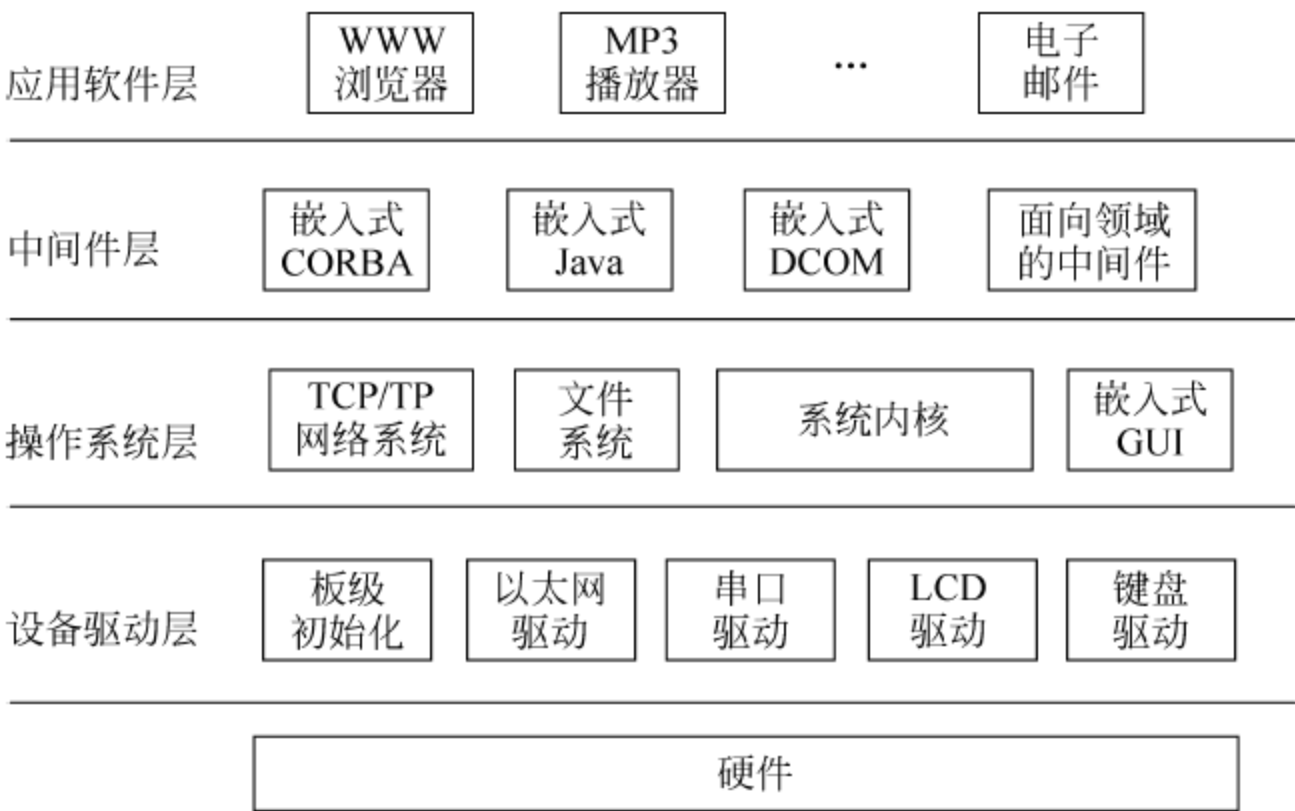 应用软件层
WWW
浏览器
MP3
播放器
...
电子
邮件
中间件层
嵌入式
CORBA
嵌入式
Java
嵌入式
DCOM
面向领域
的中间件
操作系统层
TCP/TP
网络系统
文件
系统
系统内核
嵌入式
GUI
设备驱动层
板级
初始化
以太网
驱动
串口
驱动
LCD
驱动
键盘
驱动
硬件